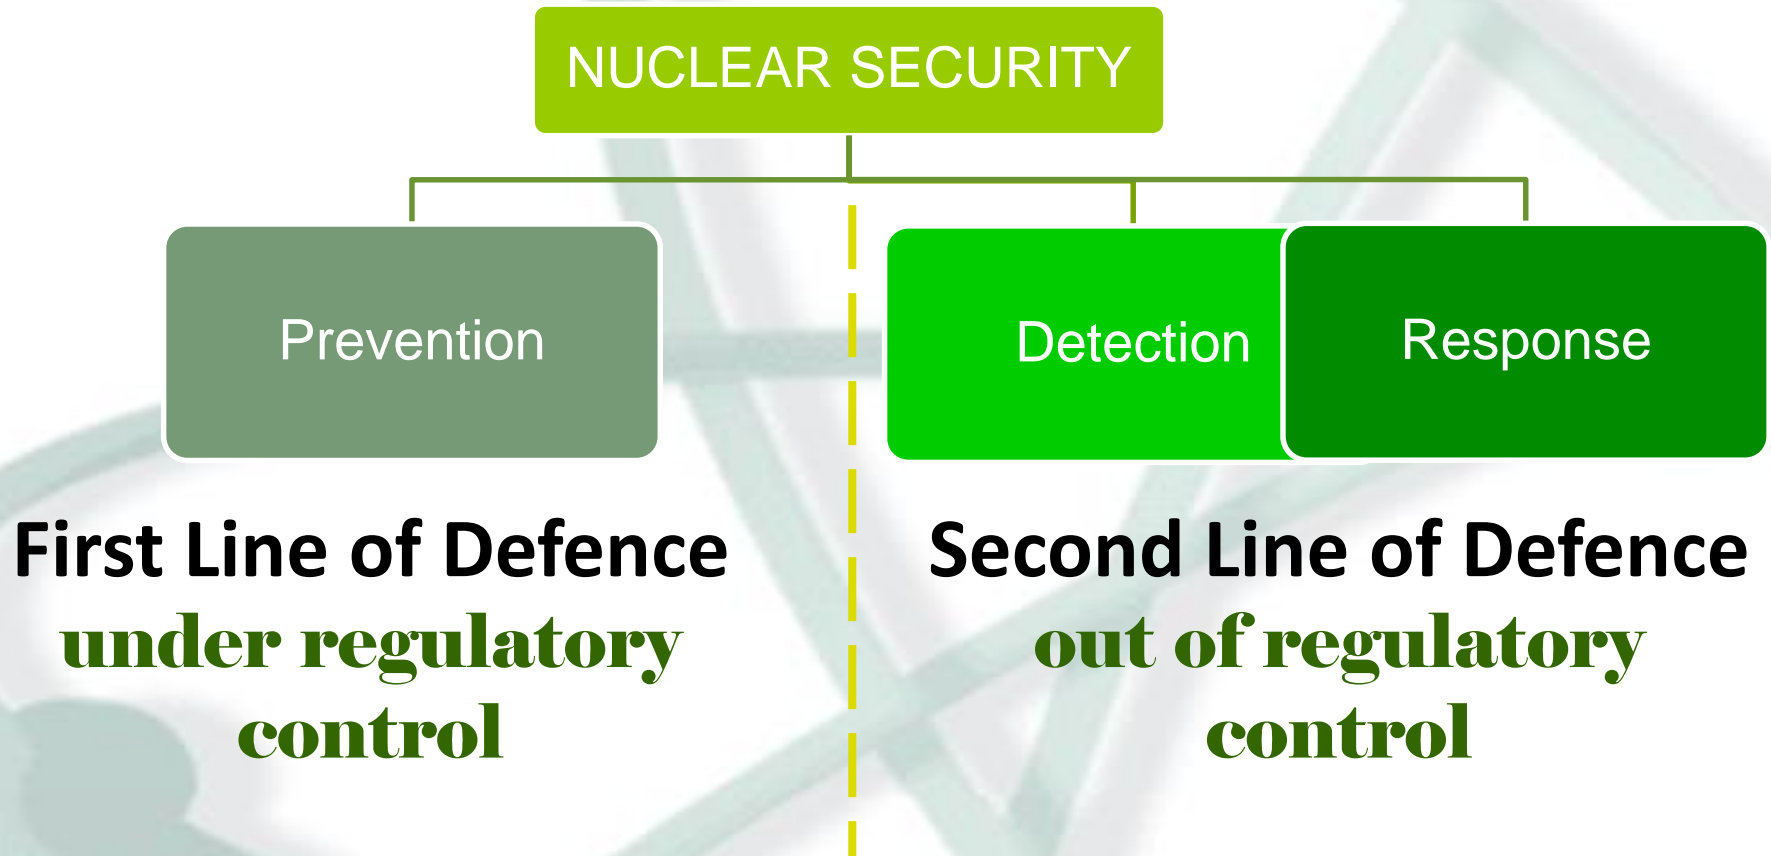 NUCLEAR SECURITY
Prevention
Detection
Response
First Line of Defence
under regulatory
control
Second Line of Defence
out of regulatory
control